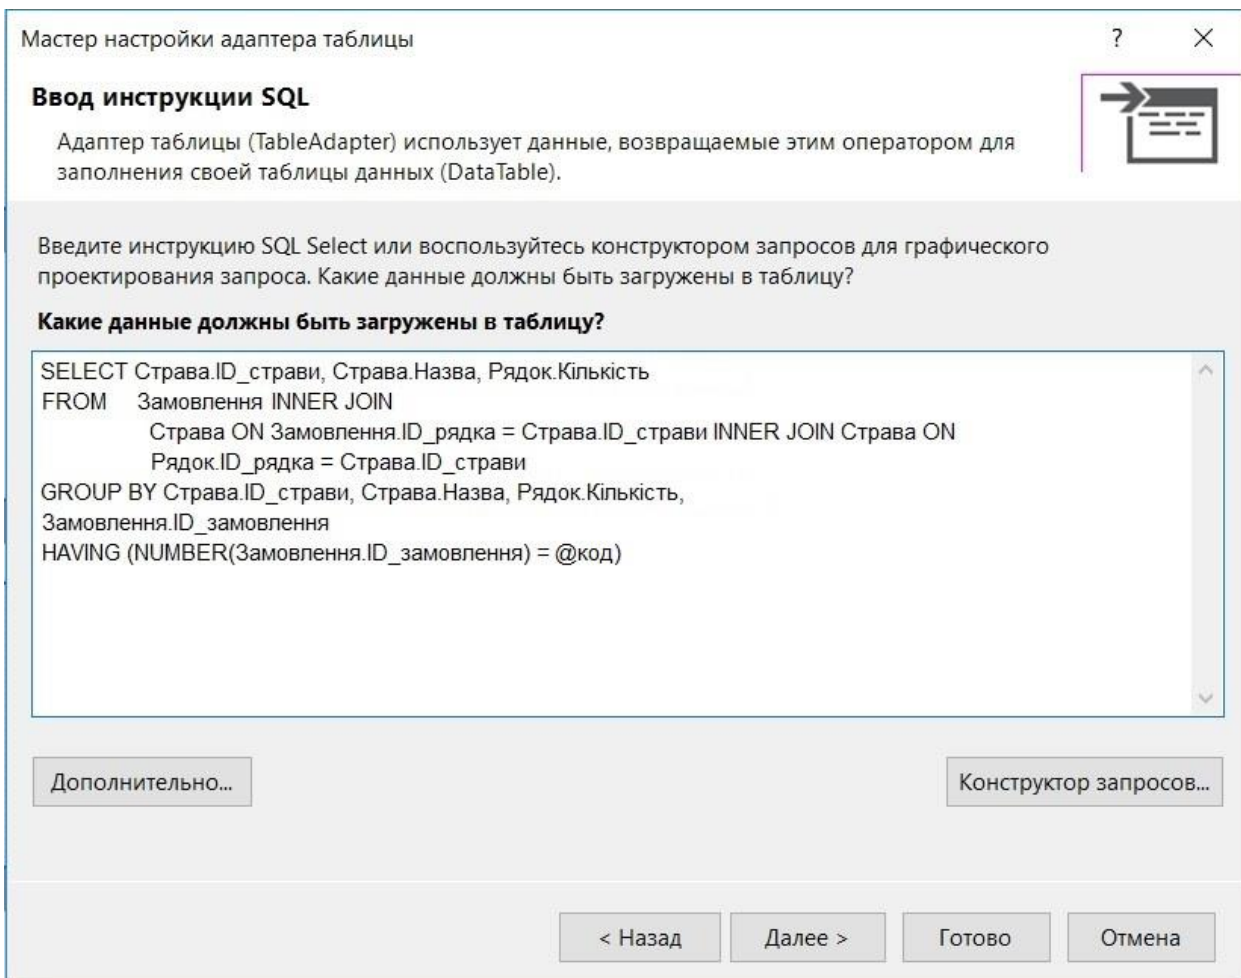 Мастер настройки адаптера таблицы
?
Ввод инструкции SQL
Адаптер таблицы (TableAdapter) использует данные, возвращаемые этим оператором для
заполнения своей таблицы данных (DataTable).
Введите инструкцию SQL Select или воспользуйтесь конструктором запросов для графического
проектирования запроса. Какие данные должны быть загружены в таблицу?
Какие данные должны быть загружены в таблицу?
SELECT Страва.ID_страви, Страва.Назва, Рядок.Кількість
FROM Замовлення INNER JOIN
Страва ON Замовлення.ID_рядка = Страва.ID_страви INNER JOIN Страва ON
Рядок.ID_рядка = Страва.ID_страви
GROUP BY Страва.ID_страви, Страва.Назва, Рядок.Кількість,
Замовлення.ID_замовлення
HAVING (NUMBER(Замовлення.ID_замовлення) = @код)
Дополнительно...
Конструктор запросов...
< Назад
Далее >
Готово
Отмена